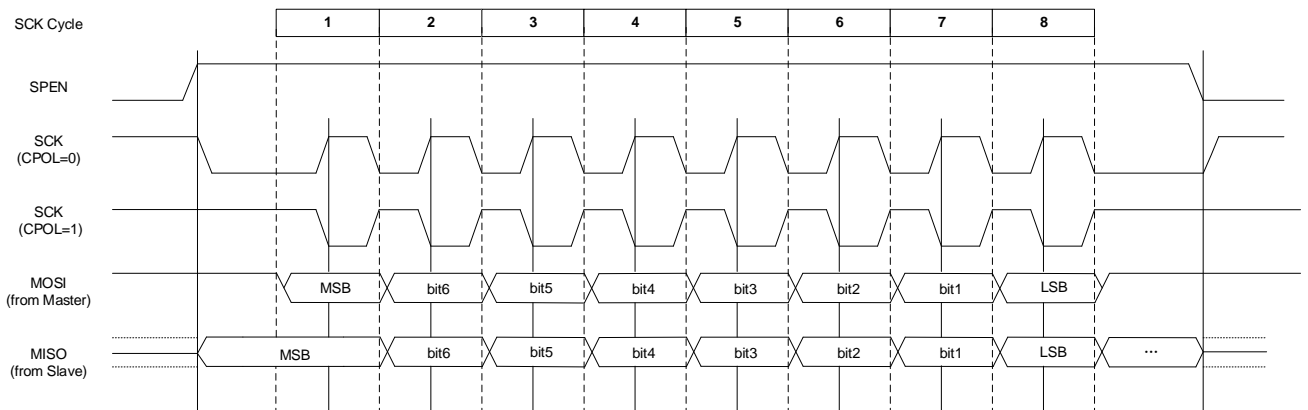 SCK Cycle 1 2 3 4 5 6 7 8
SPEN
SCK
(CPOL=0)
SCK
(CPOL=1)
MOSI
(from Master)
MSB bit6 bit5 bit4 bit3 bit2 bit1 LSB
MISO
(from Slave)
MSB bit6 bit5 bit4 bit3 bit2 bit1 LSB ...